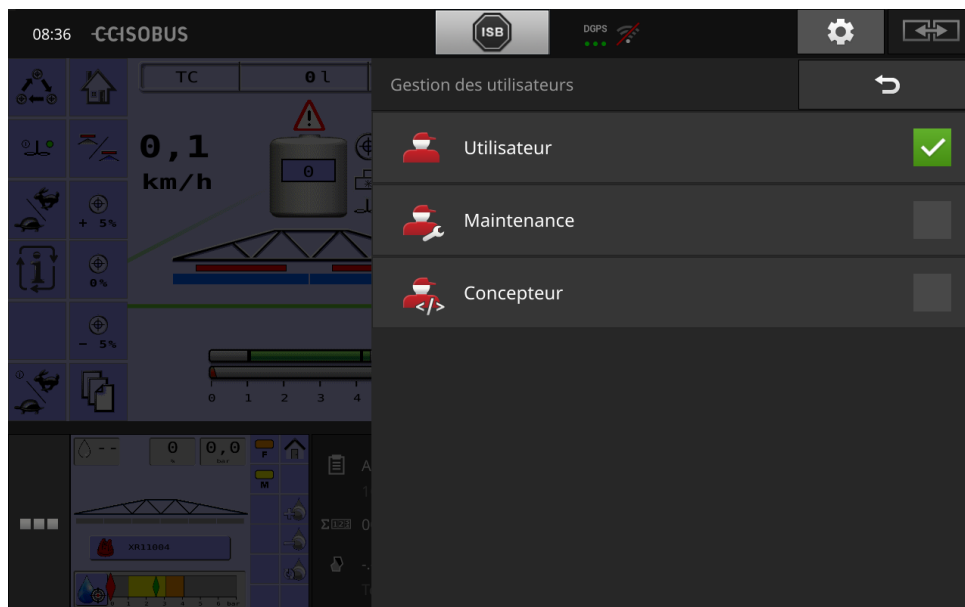 08:36 CCISOBUS ISB DGPS
TC 0 l
Gestion des utilisateurs
Utilisateur
0,1
km/h
0
+ 5%
Maintenance
0%
Concepteur
- 5%
0 1 2 3 4
-- 0 0,0 F
M
XR11004